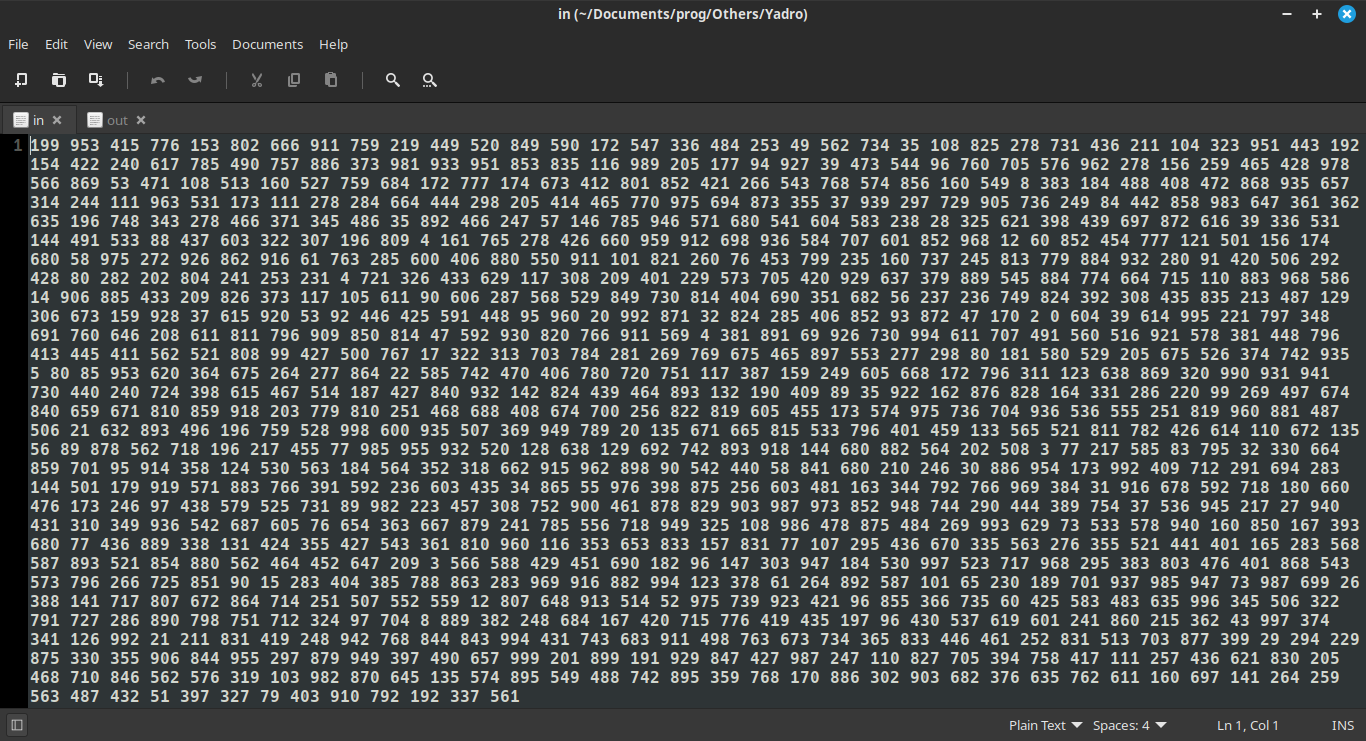 in (~/Documents/prog/Others/Yadro)
File Edit View Search Tools Documents Help
in out
1
199 953 415 776 153 802 666 911 759 219 449 520 849 590 172 547 336 484 253 49 562 734 35 108 825 278 731 436 211 104 323 951 443 192
154 422 240 617 785 490 757 886 373 981 933 951 853 835 116 989 205 177 94 927 39 473 544 96 760 705 576 962 278 156 259 465 428 978
566 869 53 471 108 513 160 527 759 684 172 777 174 673 412 801 852 421 266 543 768 574 856 160 549 8 383 184 488 408 472 868 935 657
314 244 111 963 531 173 111 278 284 664 444 298 205 414 465 770 975 694 873 355 37 939 297 729 905 736 249 84 442 858 983 647 361 362
635 196 748 343 278 466 371 345 486 35 892 466 247 57 146 785 946 571 680 541 604 583 238 28 325 621 398 439 697 872 616 39 336 531
144 491 533 88 437 603 322 307 196 809 4 161 765 278 426 660 959 912 698 936 584 707 601 852 968 12 60 852 454 777 121 501 156 174
680 58 975 272 926 862 916 61 763 285 600 406 880 550 911 101 821 260 76 453 799 235 160 737 245 813 779 884 932 280 91 420 506 292
428 80 282 202 804 241 253 231 4 721 326 433 629 117 308 209 401 229 573 705 420 929 637 379 889 545 884 774 664 715 110 883 968 586
14 906 885 433 209 826 373 117 105 611 90 606 287 568 529 849 730 814 404 690 351 682 56 237 236 749 824 392 308 435 835 213 487 129
306 673 159 928 37 615 920 53 92 446 425 591 448 95 960 20 992 871 32 824 285 406 852 93 872 47 170 2 0 604 39 614 995 221 797 348
691 760 646 208 611 811 796 909 850 814 47 592 930 820 766 911 569 4 381 891 69 926 730 994 611 707 491 560 516 921 578 381 448 796
413 445 411 562 521 808 99 427 500 767 17 322 313 703 784 281 269 769 675 465 897 553 277 298 80 181 580 529 205 675 526 374 742 935
5 80 85 953 620 364 675 264 277 864 22 585 742 470 406 780 720 751 117 387 159 249 605 668 172 796 311 123 638 869 320 990 931 941
730 440 240 724 398 615 467 514 187 427 840 932 142 824 439 464 893 132 190 409 89 35 922 162 876 828 164 331 286 220 99 269 497 674
840 659 671 810 859 918 203 779 810 251 468 688 408 674 700 256 822 819 605 455 173 574 975 736 704 936 536 555 251 819 960 881 487
506 21 632 893 496 196 759 528 998 600 935 507 369 949 789 20 135 671 665 815 533 796 401 459 133 565 521 811 782 426 614 110 672 135
56 89 878 562 718 196 217 455 77 985 955 932 520 128 638 129 692 742 893 918 144 680 882 564 202 508 3 77 217 585 83 795 32 330 664
859 701 95 914 358 124 530 563 184 564 352 318 662 915 962 898 90 542 440 58 841 680 210 246 30 886 954 173 992 409 712 291 694 283
144 501 179 919 571 883 766 391 592 236 603 435 34 865 55 976 398 875 256 603 481 163 344 792 766 969 384 31 916 678 592 718 180 660
476 173 246 97 438 579 525 731 89 982 223 457 308 752 900 461 878 829 903 987 973 852 948 744 290 444 389 754 37 536 945 217 27 940
431 310 349 936 542 687 605 76 654 363 667 879 241 785 556 718 949 325 108 986 478 875 484 269 993 629 73 533 578 940 160 850 167 393
680 77 436 889 338 131 424 355 427 543 361 810 960 116 353 653 833 157 831 77 107 295 436 670 335 563 276 355 521 441 401 165 283 568
587 893 521 854 880 562 464 452 647 209 3 566 588 429 451 690 182 96 147 303 947 184 530 997 523 717 968 295 383 803 476 401 868 543
573 796 266 725 851 90 15 283 404 385 788 863 283 969 916 882 994 123 378 61 264 892 587 101 65 230 189 701 937 985 947 73 987 699 26
388 141 717 807 672 864 714 251 507 552 559 12 807 648 913 514 52 975 739 923 421 96 855 366 735 60 425 583 483 635 996 345 506 322
791 727 286 890 798 751 712 324 97 704 8 889 382 248 684 167 420 715 776 419 435 197 96 430 537 619 601 241 860 215 362 43 997 374
341 126 992 21 211 831 419 248 942 768 844 843 994 431 743 683 911 498 763 673 734 365 833 446 461 252 831 513 703 877 399 29 294 229
875 330 355 906 844 955 297 879 949 397 490 657 999 201 899 191 929 847 427 987 247 110 827 705 394 758 417 111 257 436 621 830 205
468 710 846 562 576 319 103 982 870 645 135 574 895 549 488 742 895 359 768 170 886 302 903 682 376 635 762 611 160 697 141 264 259
563 487 432 51 397 327 79 403 910 792 192 337 561
Plain Text Spaces: 4 Ln 1, Col 1 INS